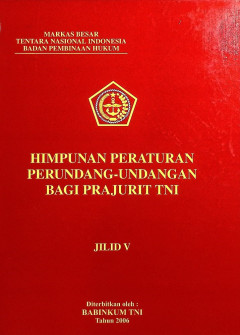 MARKAS BESAR
TENTARA NASIONAL INDONESIA
BADAN PEMBINAAN HUKUM
HIMPUNAN PERATURAN
PERUNDANG-UNDANGAN
BAGI PRAJURIT TNI
JILID V
Diterbitkan oleh :
BABINKUM TNI
Tahun 2006